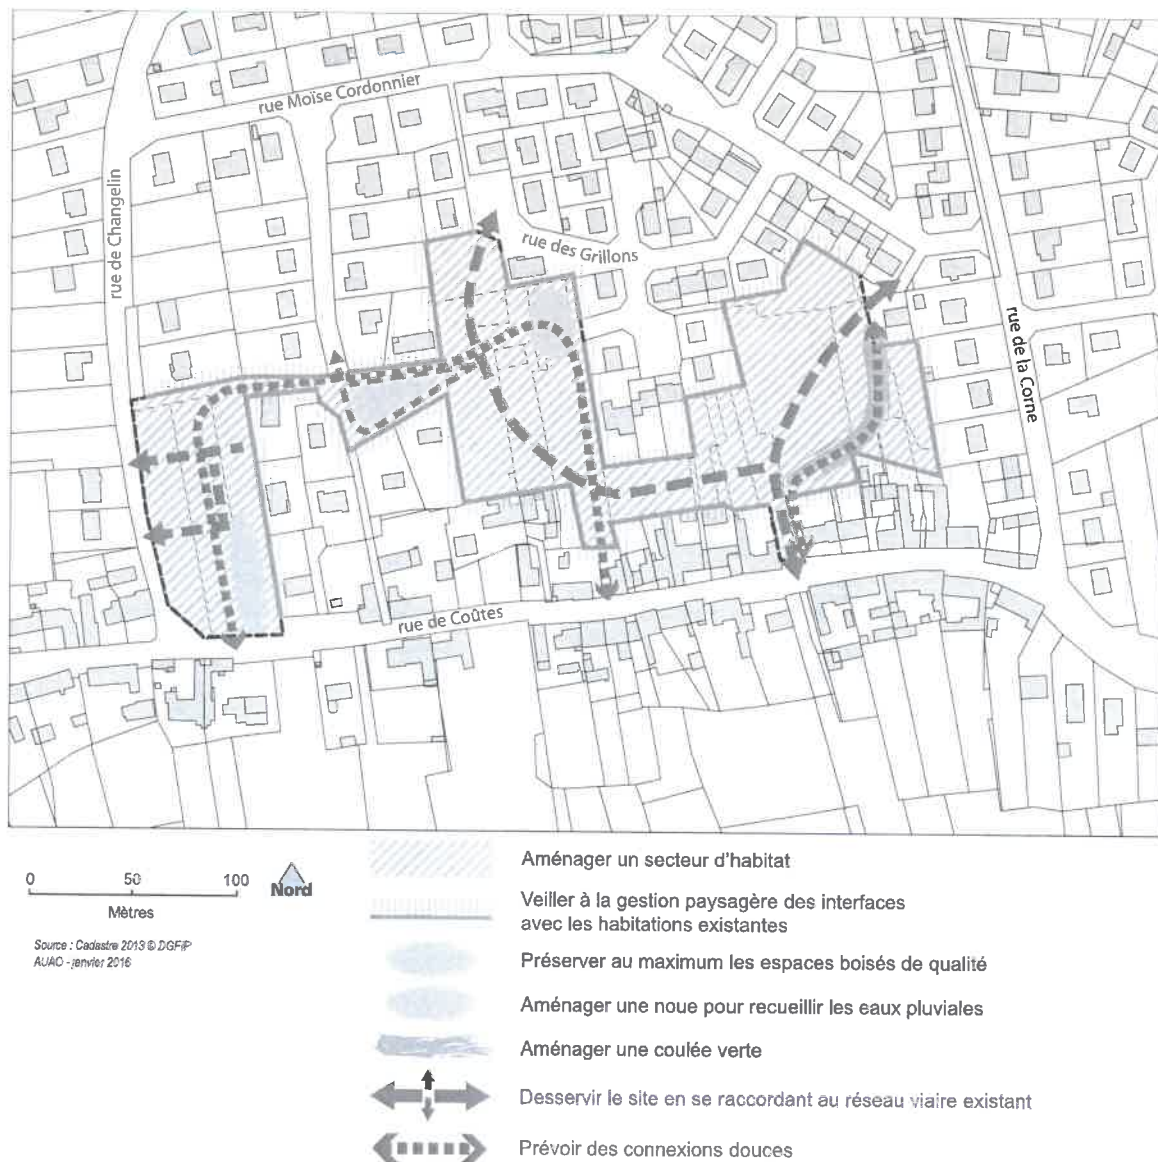 rue Moïse Cordonnier
rue de Changelin
rue des Grillons
rue de la Corne
rue de Coûtes
0 50 100
Mètres
Nord
Source : Cadastre 2013 © DGFiP
AUAO - janvier 2016
Aménager un secteur d'habitat
Veiller à la gestion paysagère des interfaces
avec les habitations existantes
Préserver au maximum les espaces boisés de qualité
Aménager une noue pour recueillir les eaux pluviales
Aménager une coulée verte
Desservir le site en se raccordant au réseau viaire existant
Prévoir des connexions douces